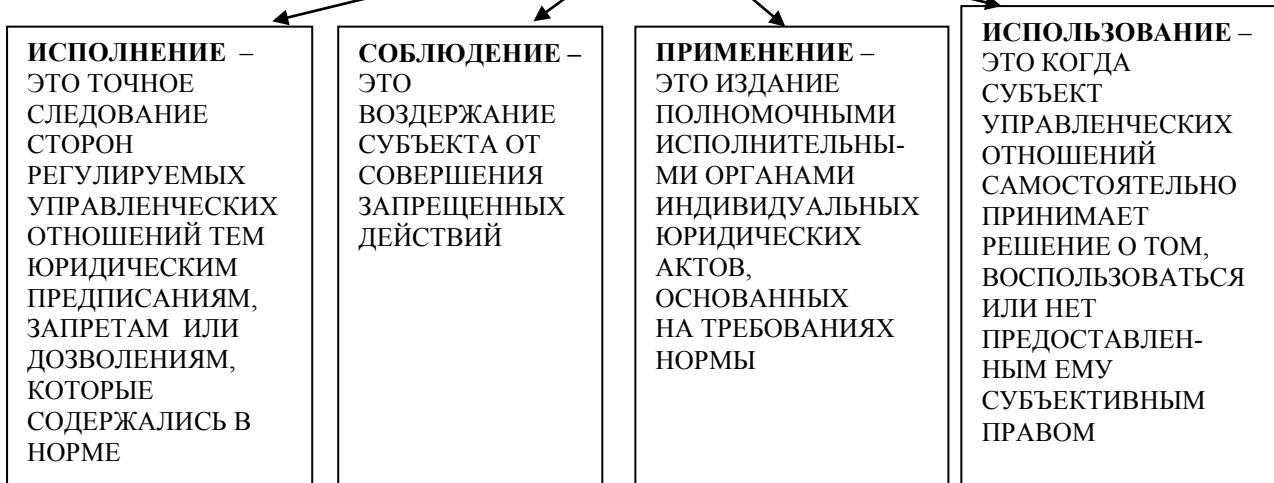 ИСПОЛНЕНИЕ –
ЭТО ТОЧНОЕ
СЛЕДОВАНИЕ
СТОРОН
РЕГУЛИРУЕМЫХ
УПРАВЛЕНЧЕСКИХ
ОТНОШЕНИЙ ТЕМ
ЮРИДИЧЕСКИМ
ПРЕДПИСАНИЯМ,
ЗАПРЕТАМ ИЛИ
ДОЗВОЛЕНИЯМ,
КОТОРЫЕ
СОДЕРЖАЛИСЬ В
НОРМЕ
СОБЛЮДЕНИЕ –
ЭТО
ВОЗДЕРЖАНИЕ
СУБЪЕКТА ОТ
СОВЕРШЕНИЯ
ЗАПРЕЩЕННЫХ
ДЕЙСТВИЙ
ПРИМЕНЕНИЕ –
ЭТО ИЗДАНИЕ
ПОЛНОМОЧНЫМИ
ИСПОЛНИТЕЛЬНЫ-
МИ ОРГАНАМИ
ИНДИВИДУАЛЬНЫХ
ЮРИДИЧЕСКИХ
АКТОВ,
ОСНОВАННЫХ
НА ТРЕБОВАНИЯХ
НОРМЫ
ИСПОЛЬЗОВАНИЕ –
ЭТО КОГДА
СУБЪЕКТ
УПРАВЛЕНЧЕСКИХ
ОТНОШЕНИЙ
САМОСТОЯТЕЛЬНО
ПРИНИМАЕТ
РЕШЕНИЕ О ТОМ,
ВОСПОЛЬЗОВАТЬСЯ
ИЛИ НЕТ
ПРЕДОСТАВЛЕН-
НЫМ ЕМУ
СУБЪЕКТИВНЫМ
ПРАВОМ